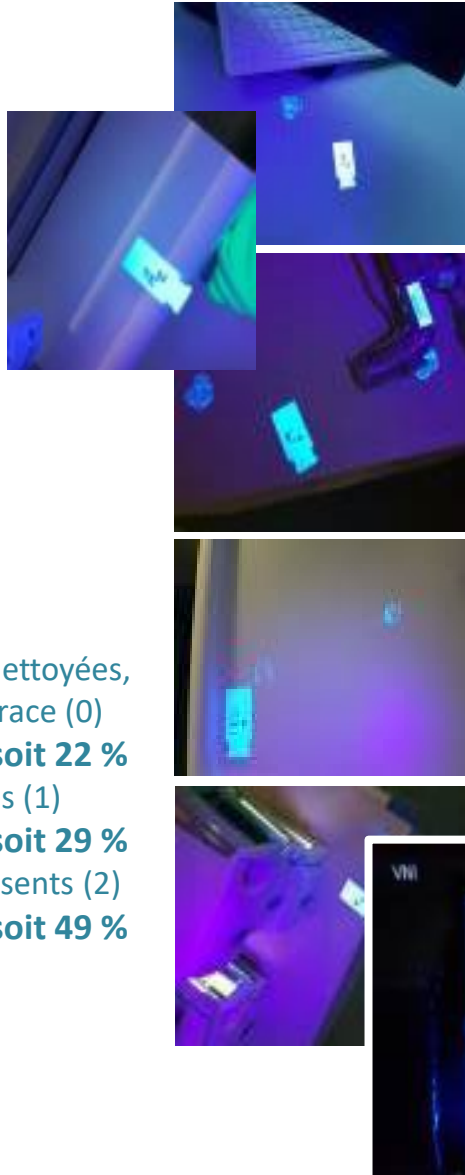 ettoyées,
race (0)
soit 22 %
s (1)
soit 29 %
sents (2)
soit 49 %
VNI